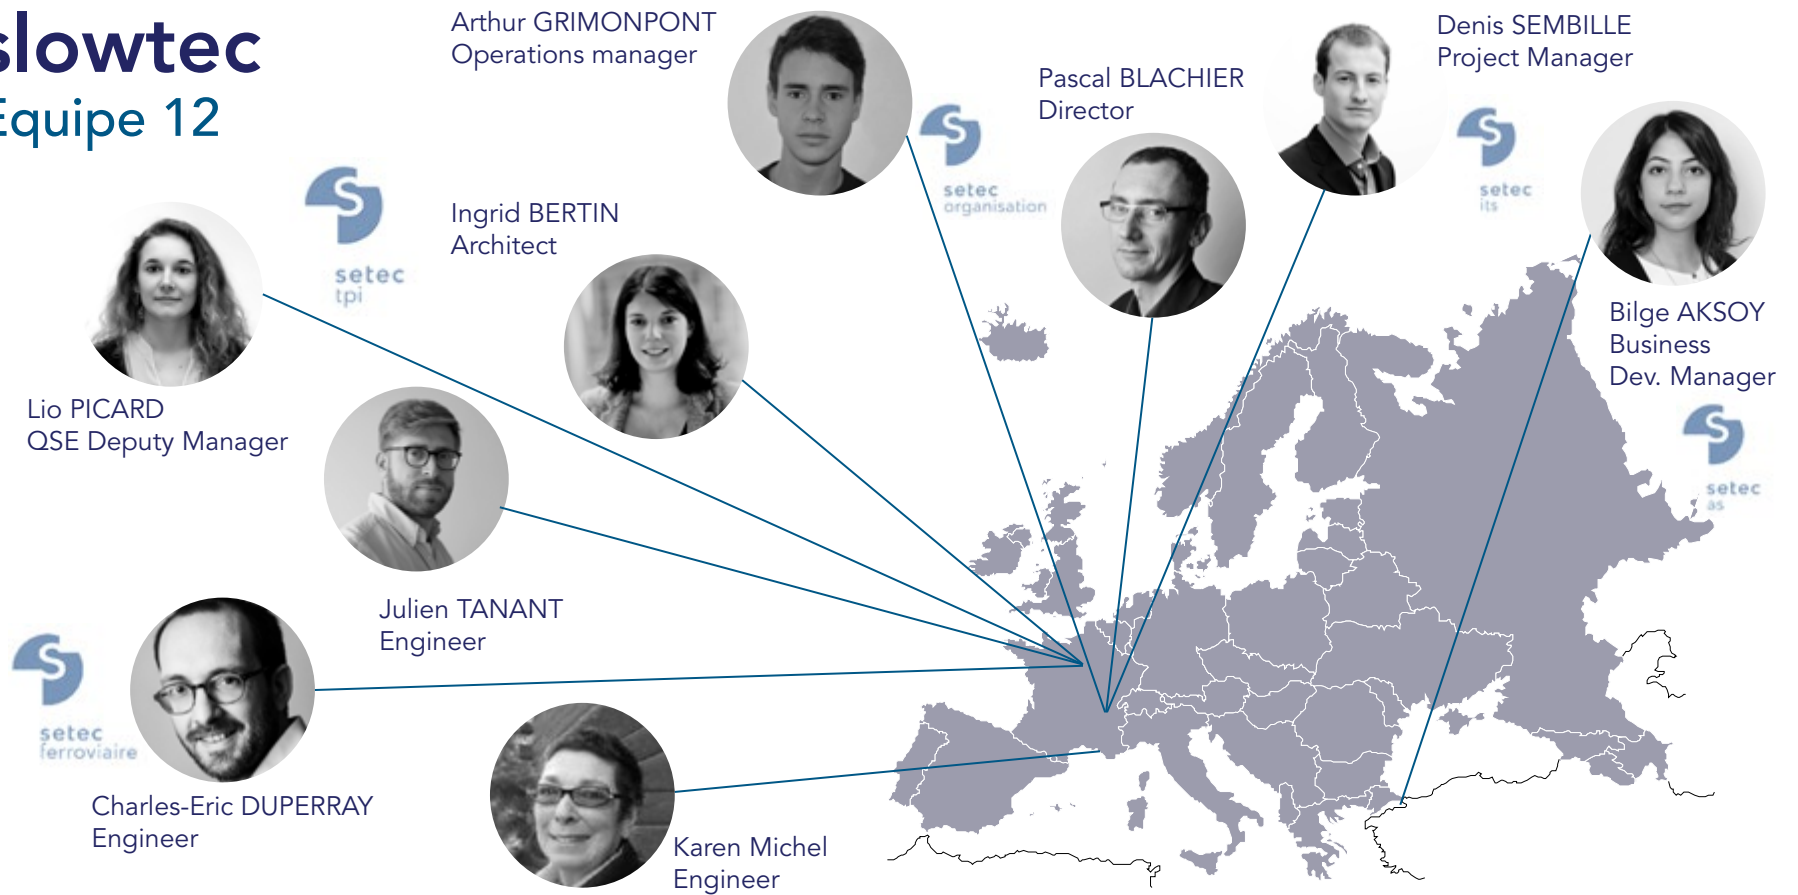 slowtec
Equipe 12
Arthur GRIMONPONT
Operations manager
Pascal BLACHIER
Director
Denis SEMBILLE
Project Manager
setec
organisation
setec
its
setec
tpi
Ingrid BERTIN
Architect
Bilge AKSOY
Business
Dev. Manager
setec
as
Lio PICARD
QSE Deputy Manager
Julien TANANT
Engineer
setec
ferroviaire
Charles-Eric DUPERRAY
Engineer
Karen Michel
Engineer